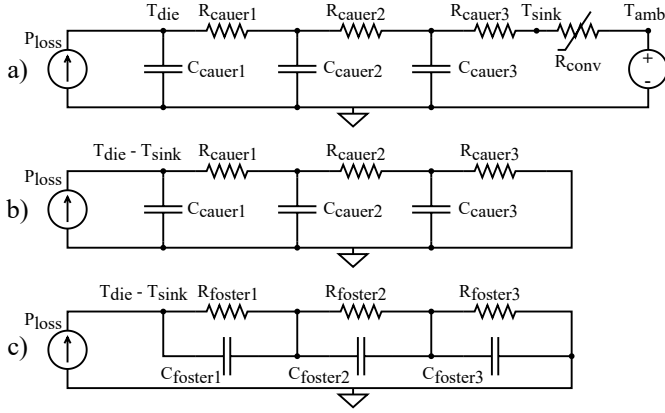 T_die R_cauer1 R_cauer2 R_cauer3 T_sink T_amb
P_loss
a) C_cauer1 C_cauer2 C_cauer3 R_conv + -
T_die - T_sink R_cauer1 R_cauer2 R_cauer3
P_loss
b) C_cauer1 C_cauer2 C_cauer3
T_die - T_sink R_foster1 R_foster2 R_foster3
P_loss
c) C_foster1 C_foster2 C_foster3